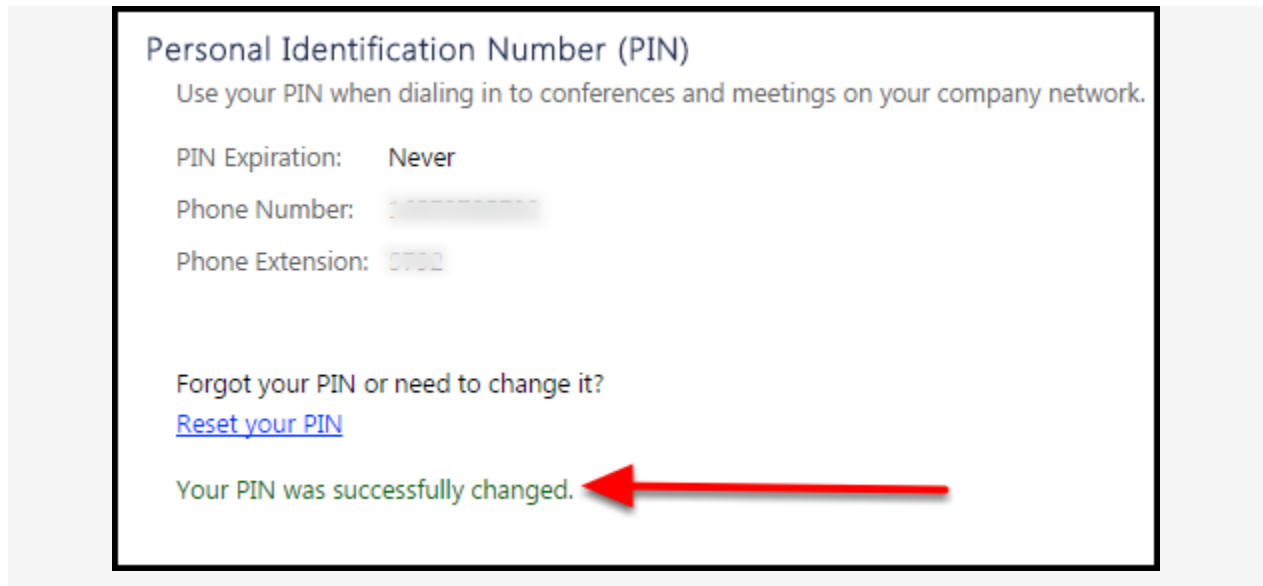 Personal Identification Number (PIN)
Use your PIN when dialing in to conferences and meetings on your company network.
PIN Expiration: Never
Phone Number:
Phone Extension:
Forgot your PIN or need to change it?
Reset your PIN
Your PIN was successfully changed.